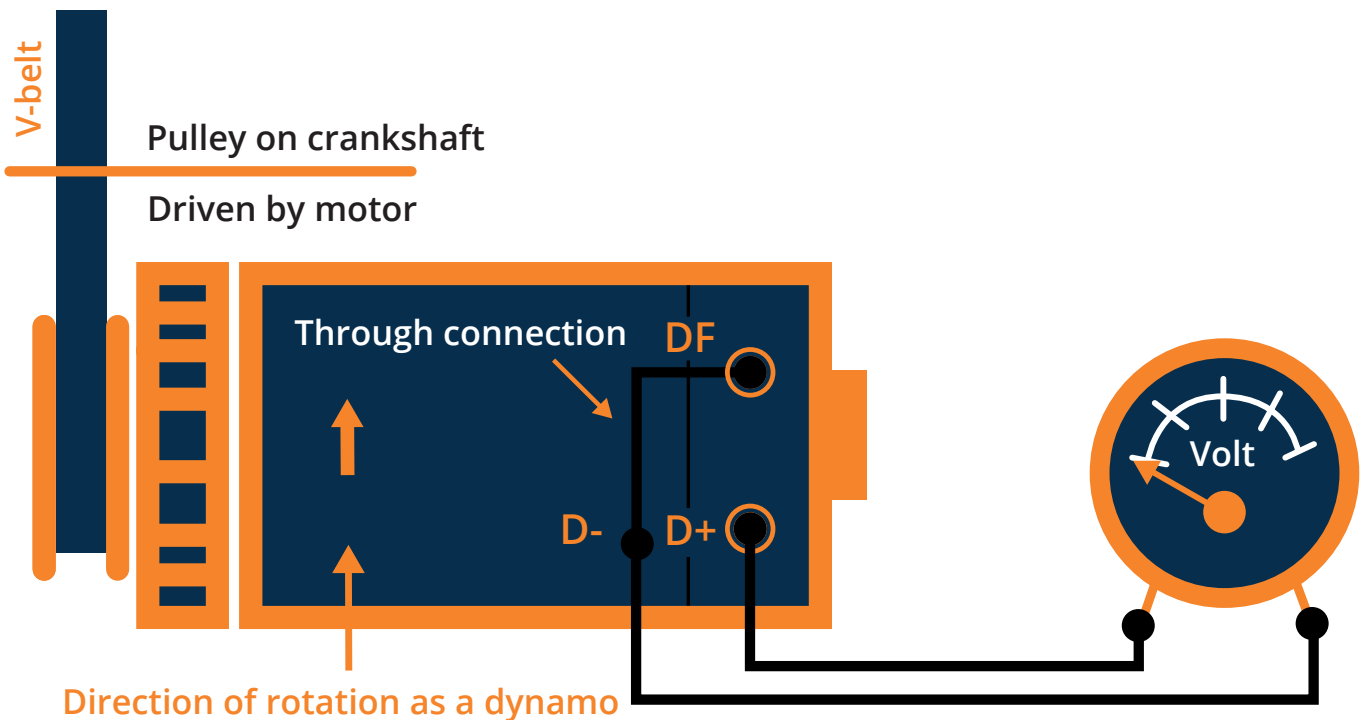 V-belt
Pulley on crankshaft
Driven by motor
Through connection
DF
D-
D+
Volt
Direction of rotation as a dynamo